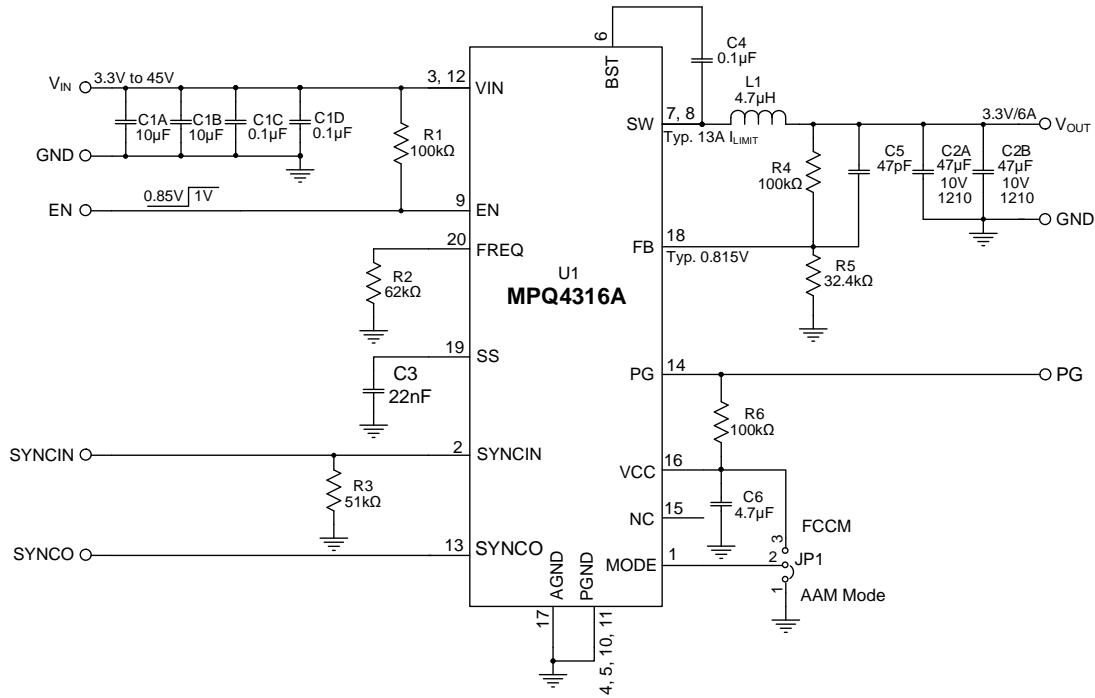 6
BST
C4
0.1µF
VIN
3.3V to 45V
3, 12
VIN
C1A
10µF
C1B
10µF
C1C
0.1µF
C1D
0.1µF
GND
R1
100kΩ
L1
4.7µH
7, 8
SW
Typ. 13A ILIMIT
3.3V/6A
VOUT
R4
100kΩ
C5
47pF
C2A
47µF
10V
1210
C2B
47µF
10V
1210
GND
EN
0.85V
1V
9
EN
20
FREQ
R2
62kΩ
18
FB
Typ. 0.815V
R5
32.4kΩ
U1
MPQ4316A
19
SS
C3
22nF
14
PG
PG
R6
100kΩ
SYNCIN
2
SYNCIN
R3
51kΩ
16
VCC
C6
4.7µF
15
NC
FCCM
3
2
JP1
1
AAM Mode
SYNCO
13
SYNCO
1
MODE
AGND
PGND
17
4, 5, 10, 11